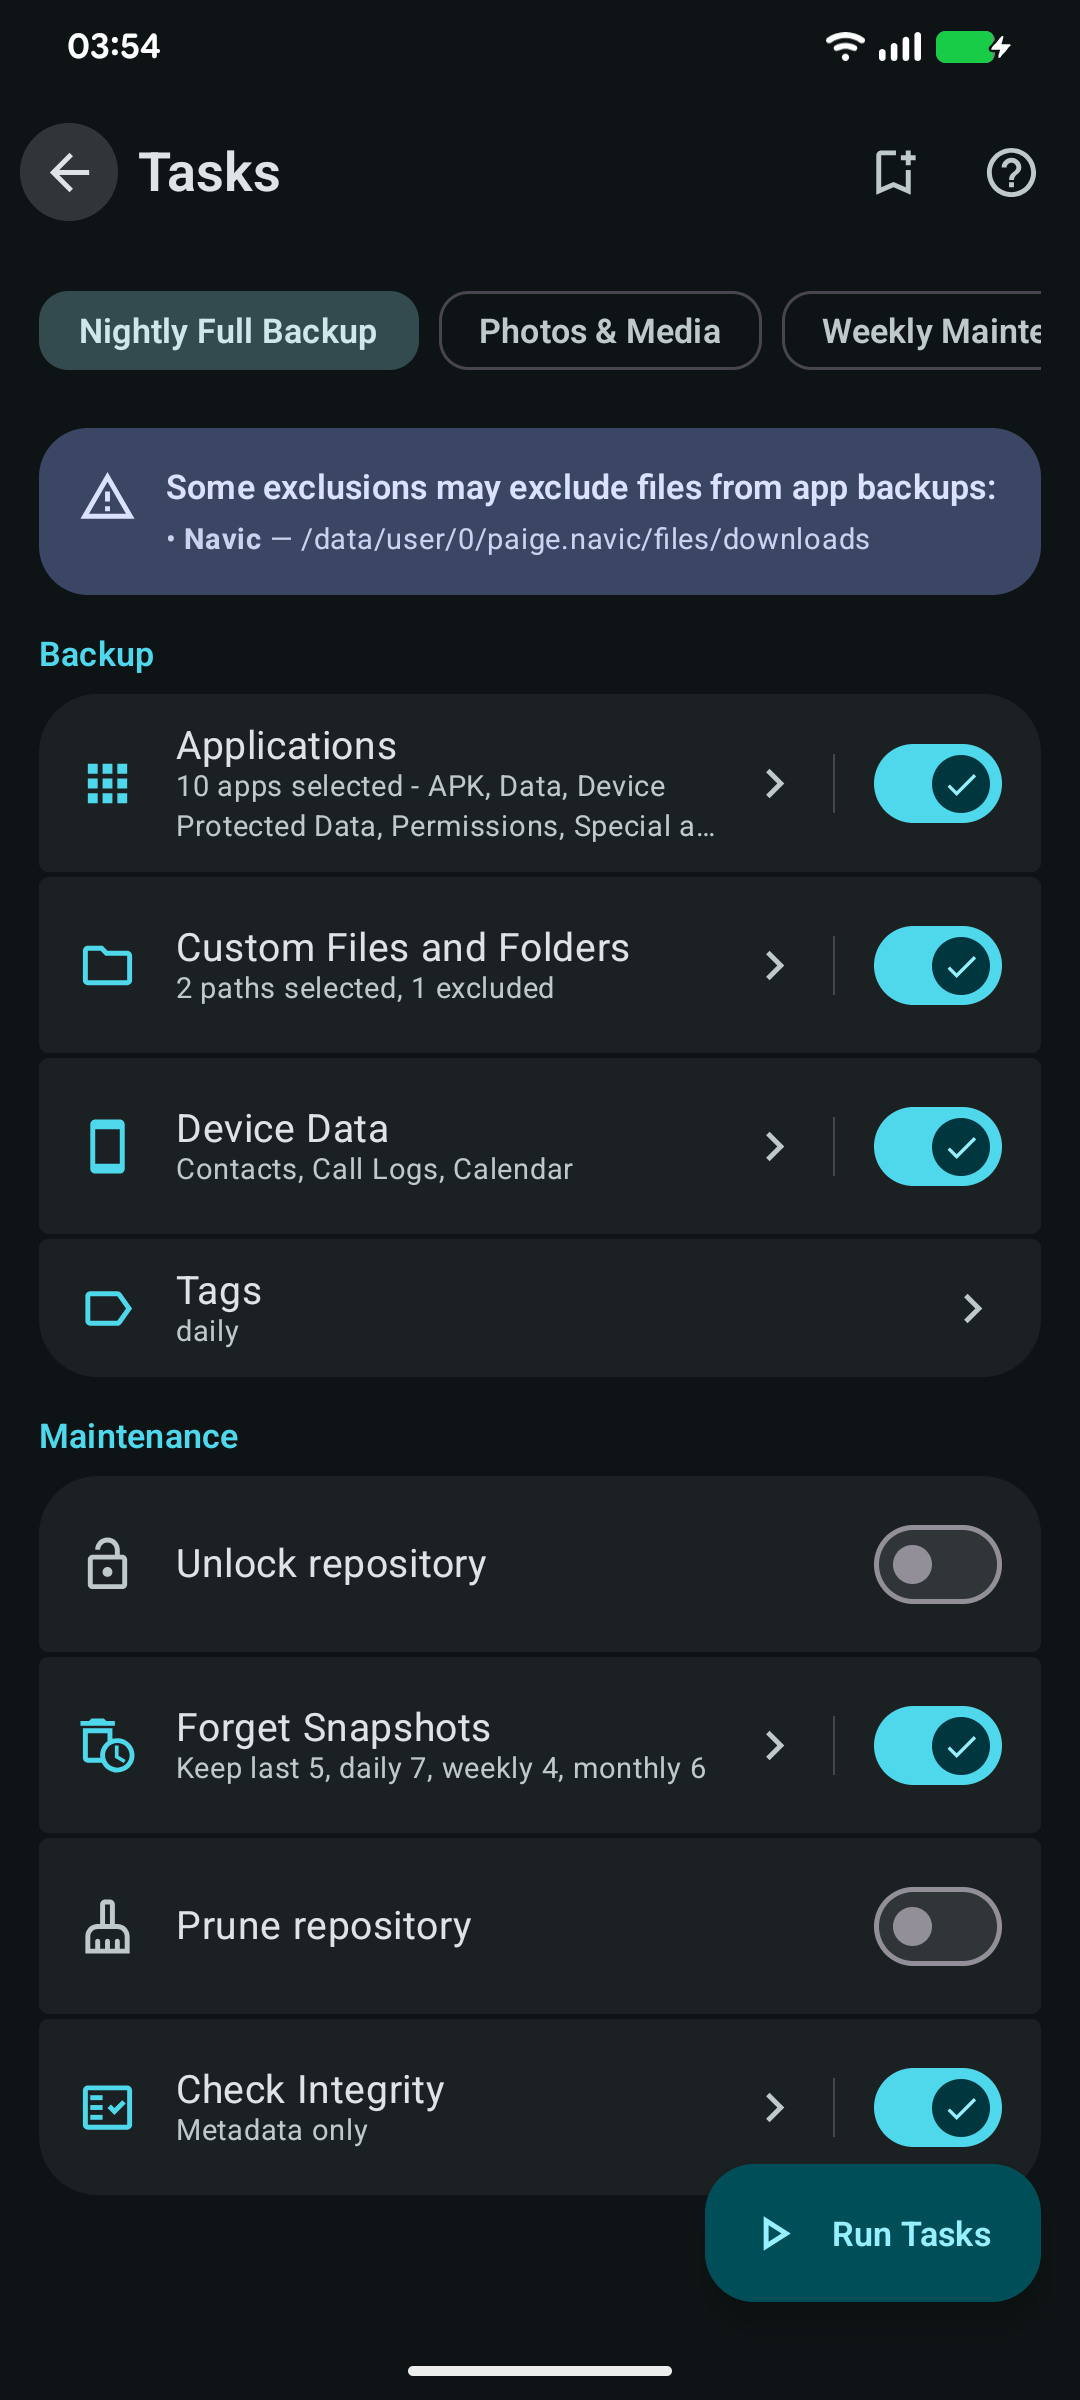 03:54
Tasks
Nightly Full Backup
Photos & Media
Weekly Mainte
Some exclusions may exclude files from app backups:
• Navic — /data/user/0/paige.navic/files/downloads
Backup
Applications
10 apps selected - APK, Data, Device
Protected Data, Permissions, Special a...
Custom Files and Folders
2 paths selected, 1 excluded
Device Data
Contacts, Call Logs, Calendar
Tags
daily
Maintenance
Unlock repository
Forget Snapshots
Keep last 5, daily 7, weekly 4, monthly 6
Prune repository
Check Integrity
Metadata only
Run Tasks